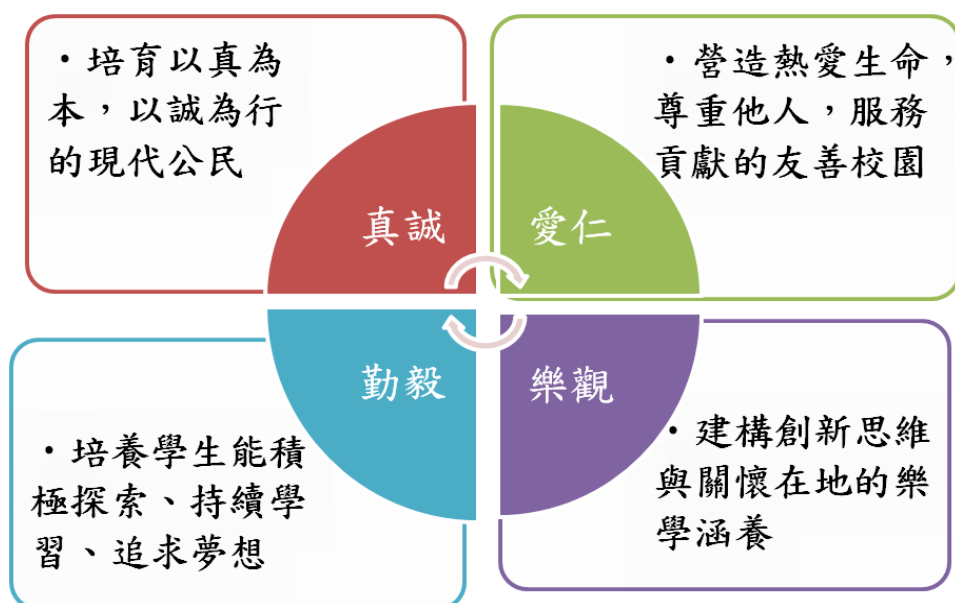 ・培育以真為
本，以誠為行
的現代公民
真誠
・營造熱愛生命，
尊重他人，服務
貢獻的友善校園
愛仁
勤毅
・培養學生能積
極探索、持續學
習、追求夢想
樂觀
・建構創新思維
與關懷在地的樂
學涵養